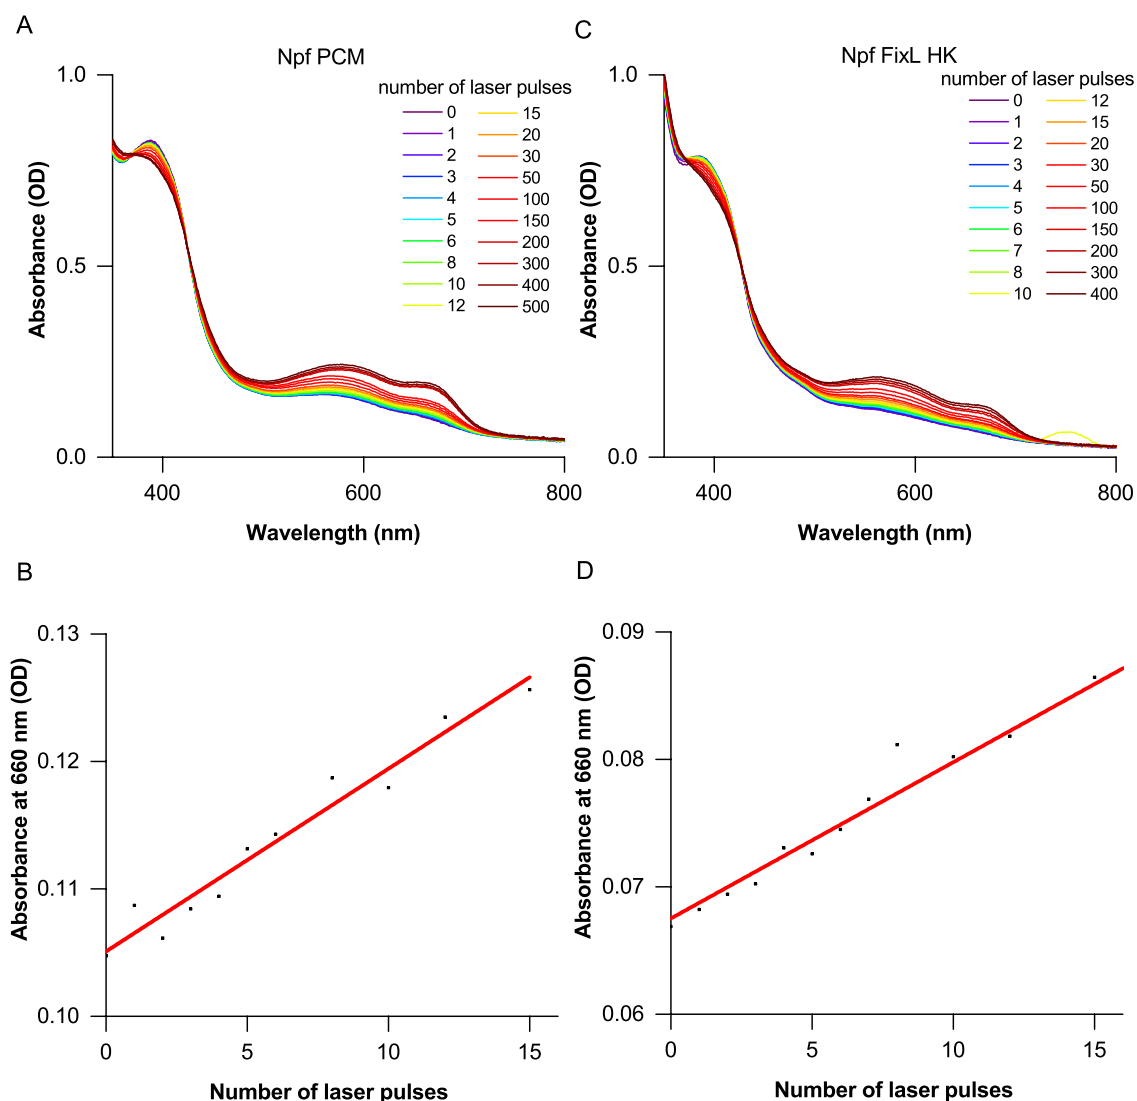 A
Npf PCM
number of laser pulses
0 15
1 20
2 30
3 50
4 100
5 150
6 200
8 300
10 400
12 500
1.0
0.5
0.0
Absorbance (OD)
400 600 800
Wavelength (nm)
C
Npf FixL HK
number of laser pulses
0 12
1 15
2 20
3 30
4 50
5 100
6 150
7 200
8 300
10 400
1.0
0.5
0.0
Absorbance (OD)
400 600 800
Wavelength (nm)
B
0.13
0.12
0.11
0.10
Absorbance at 660 nm (OD)
0 5 10 15
Number of laser pulses
D
0.09
0.08
0.07
0.06
Absorbance at 660 nm (OD)
0 5 10 15
Number of laser pulses